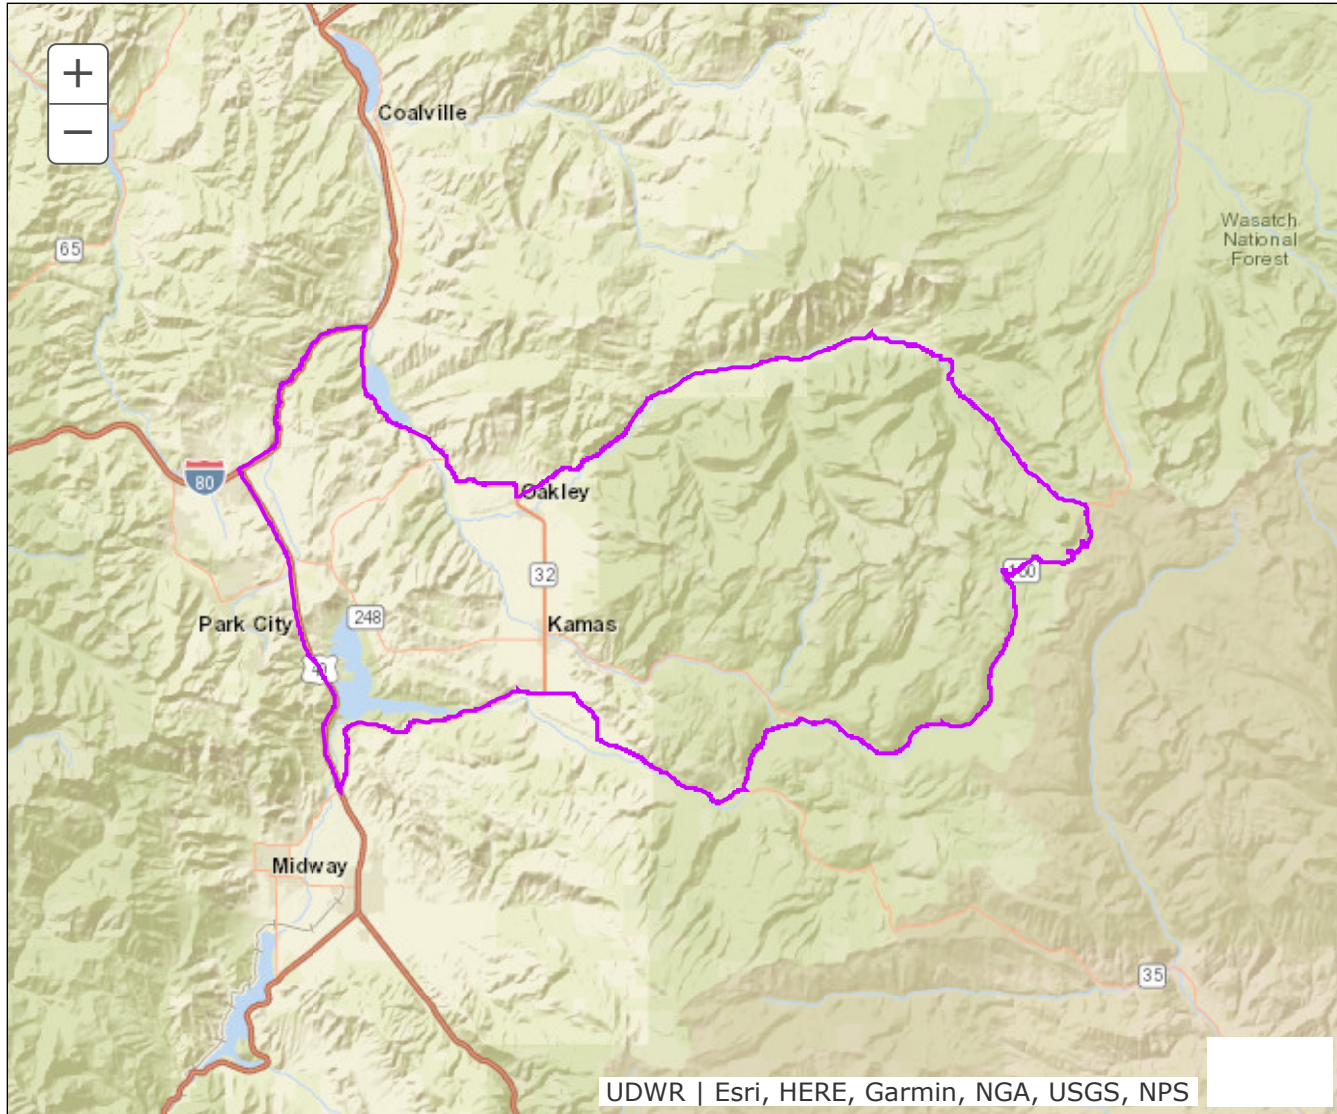 +
−
Coalville
65
Wasatch
National
Forest
80
Oakley
32
Park City
248
Kamas
Midway
35
UDWR | Esri, HERE, Garmin, NGA, USGS, NPS